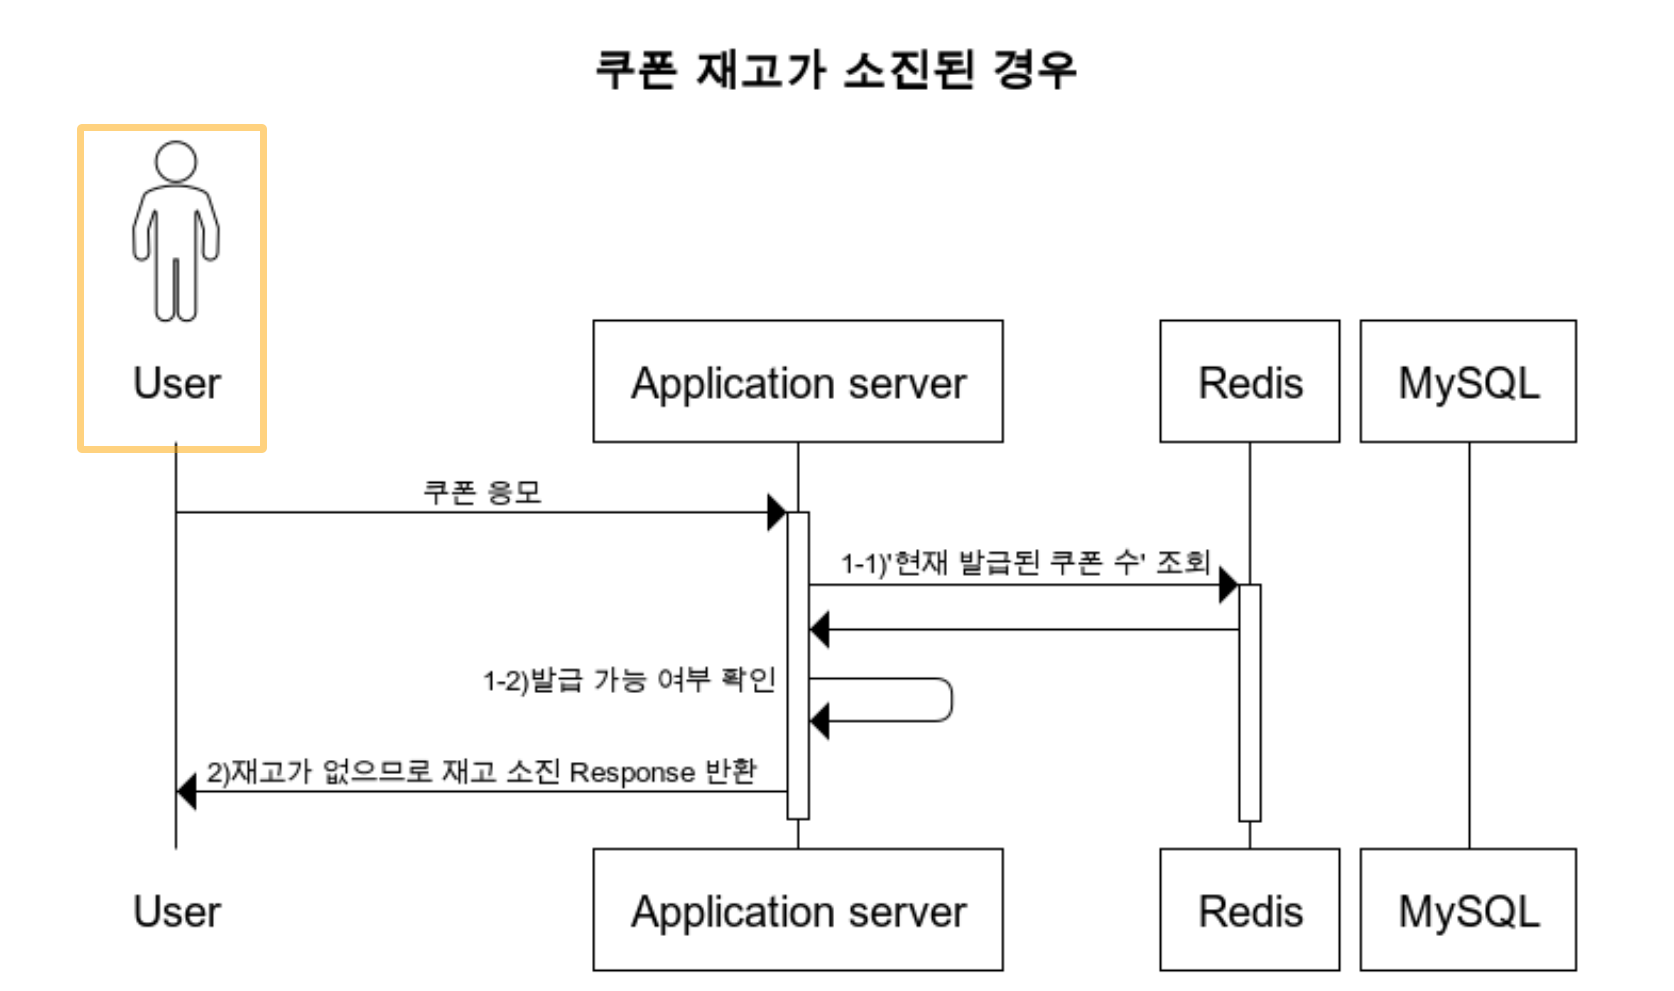 쿠폰 재고가 소진된 경우
User
Application server
Redis
MySQL
쿠폰 응모
1-1)'현재 발급된 쿠폰 수' 조회
1-2)발급 가능 여부 확인
2)재고가 없으므로 재고 소진 Response 반환
User
Application server
Redis
MySQL